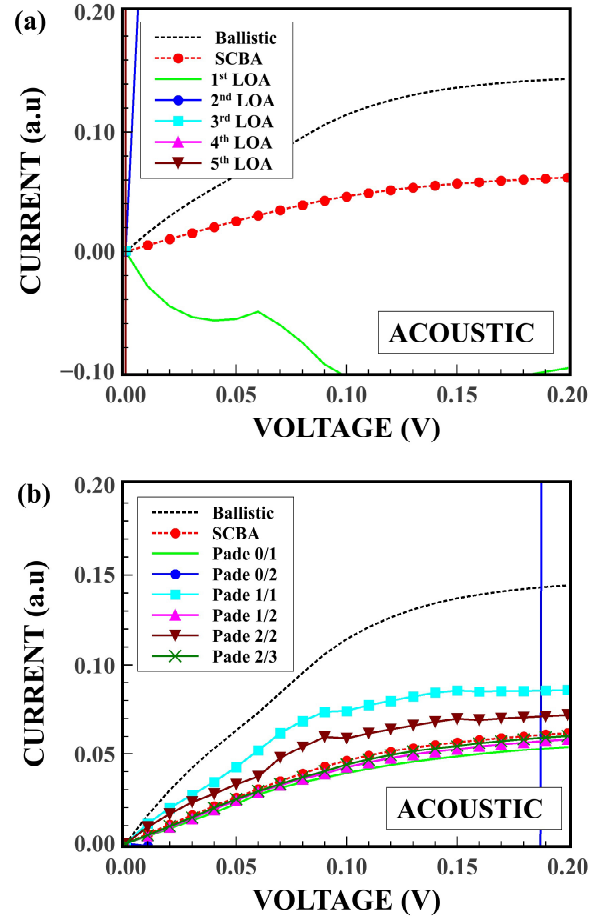 (a)
0.20
0.10
0.00
−0.10
CURRENT (a.u)
Ballistic
SCBA
1st LOA
2nd LOA
3rd LOA
4th LOA
5th LOA
ACOUSTIC
0.00 0.05 0.10 0.15 0.20
VOLTAGE (V)
(b)
0.20
0.15
0.10
0.05
0.00
CURRENT (a.u)
Ballistic
SCBA
Pade 0/1
Pade 0/2
Pade 1/1
Pade 1/2
Pade 2/2
Pade 2/3
ACOUSTIC
0.00 0.05 0.10 0.15 0.20
VOLTAGE (V)